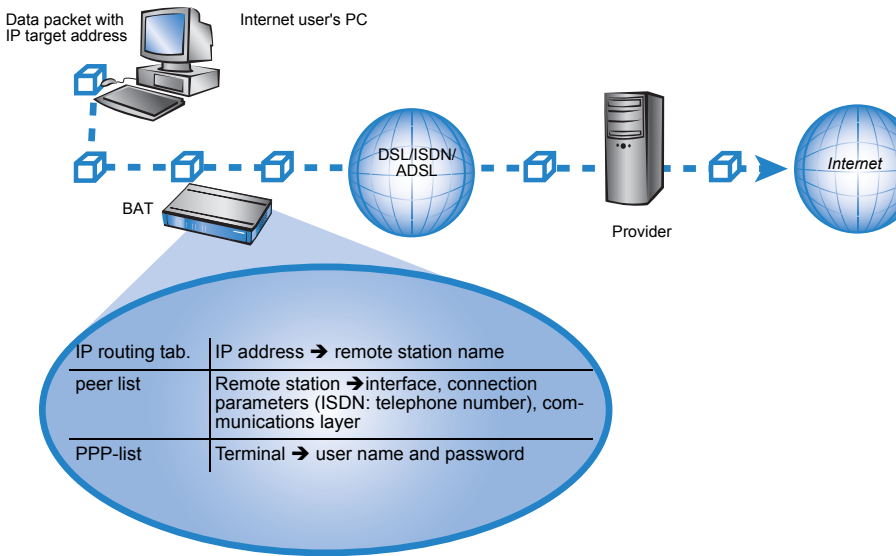 Data packet with
IP target address
Internet user's PC
DSL/ISDN/
ADSL
Internet
BAT
Provider
IP routing tab.
IP address ➔ remote station name
peer list
Remote station ➔interface, connection
parameters (ISDN: telephone number), com-
munications layer
PPP-list
Terminal ➔ user name and password